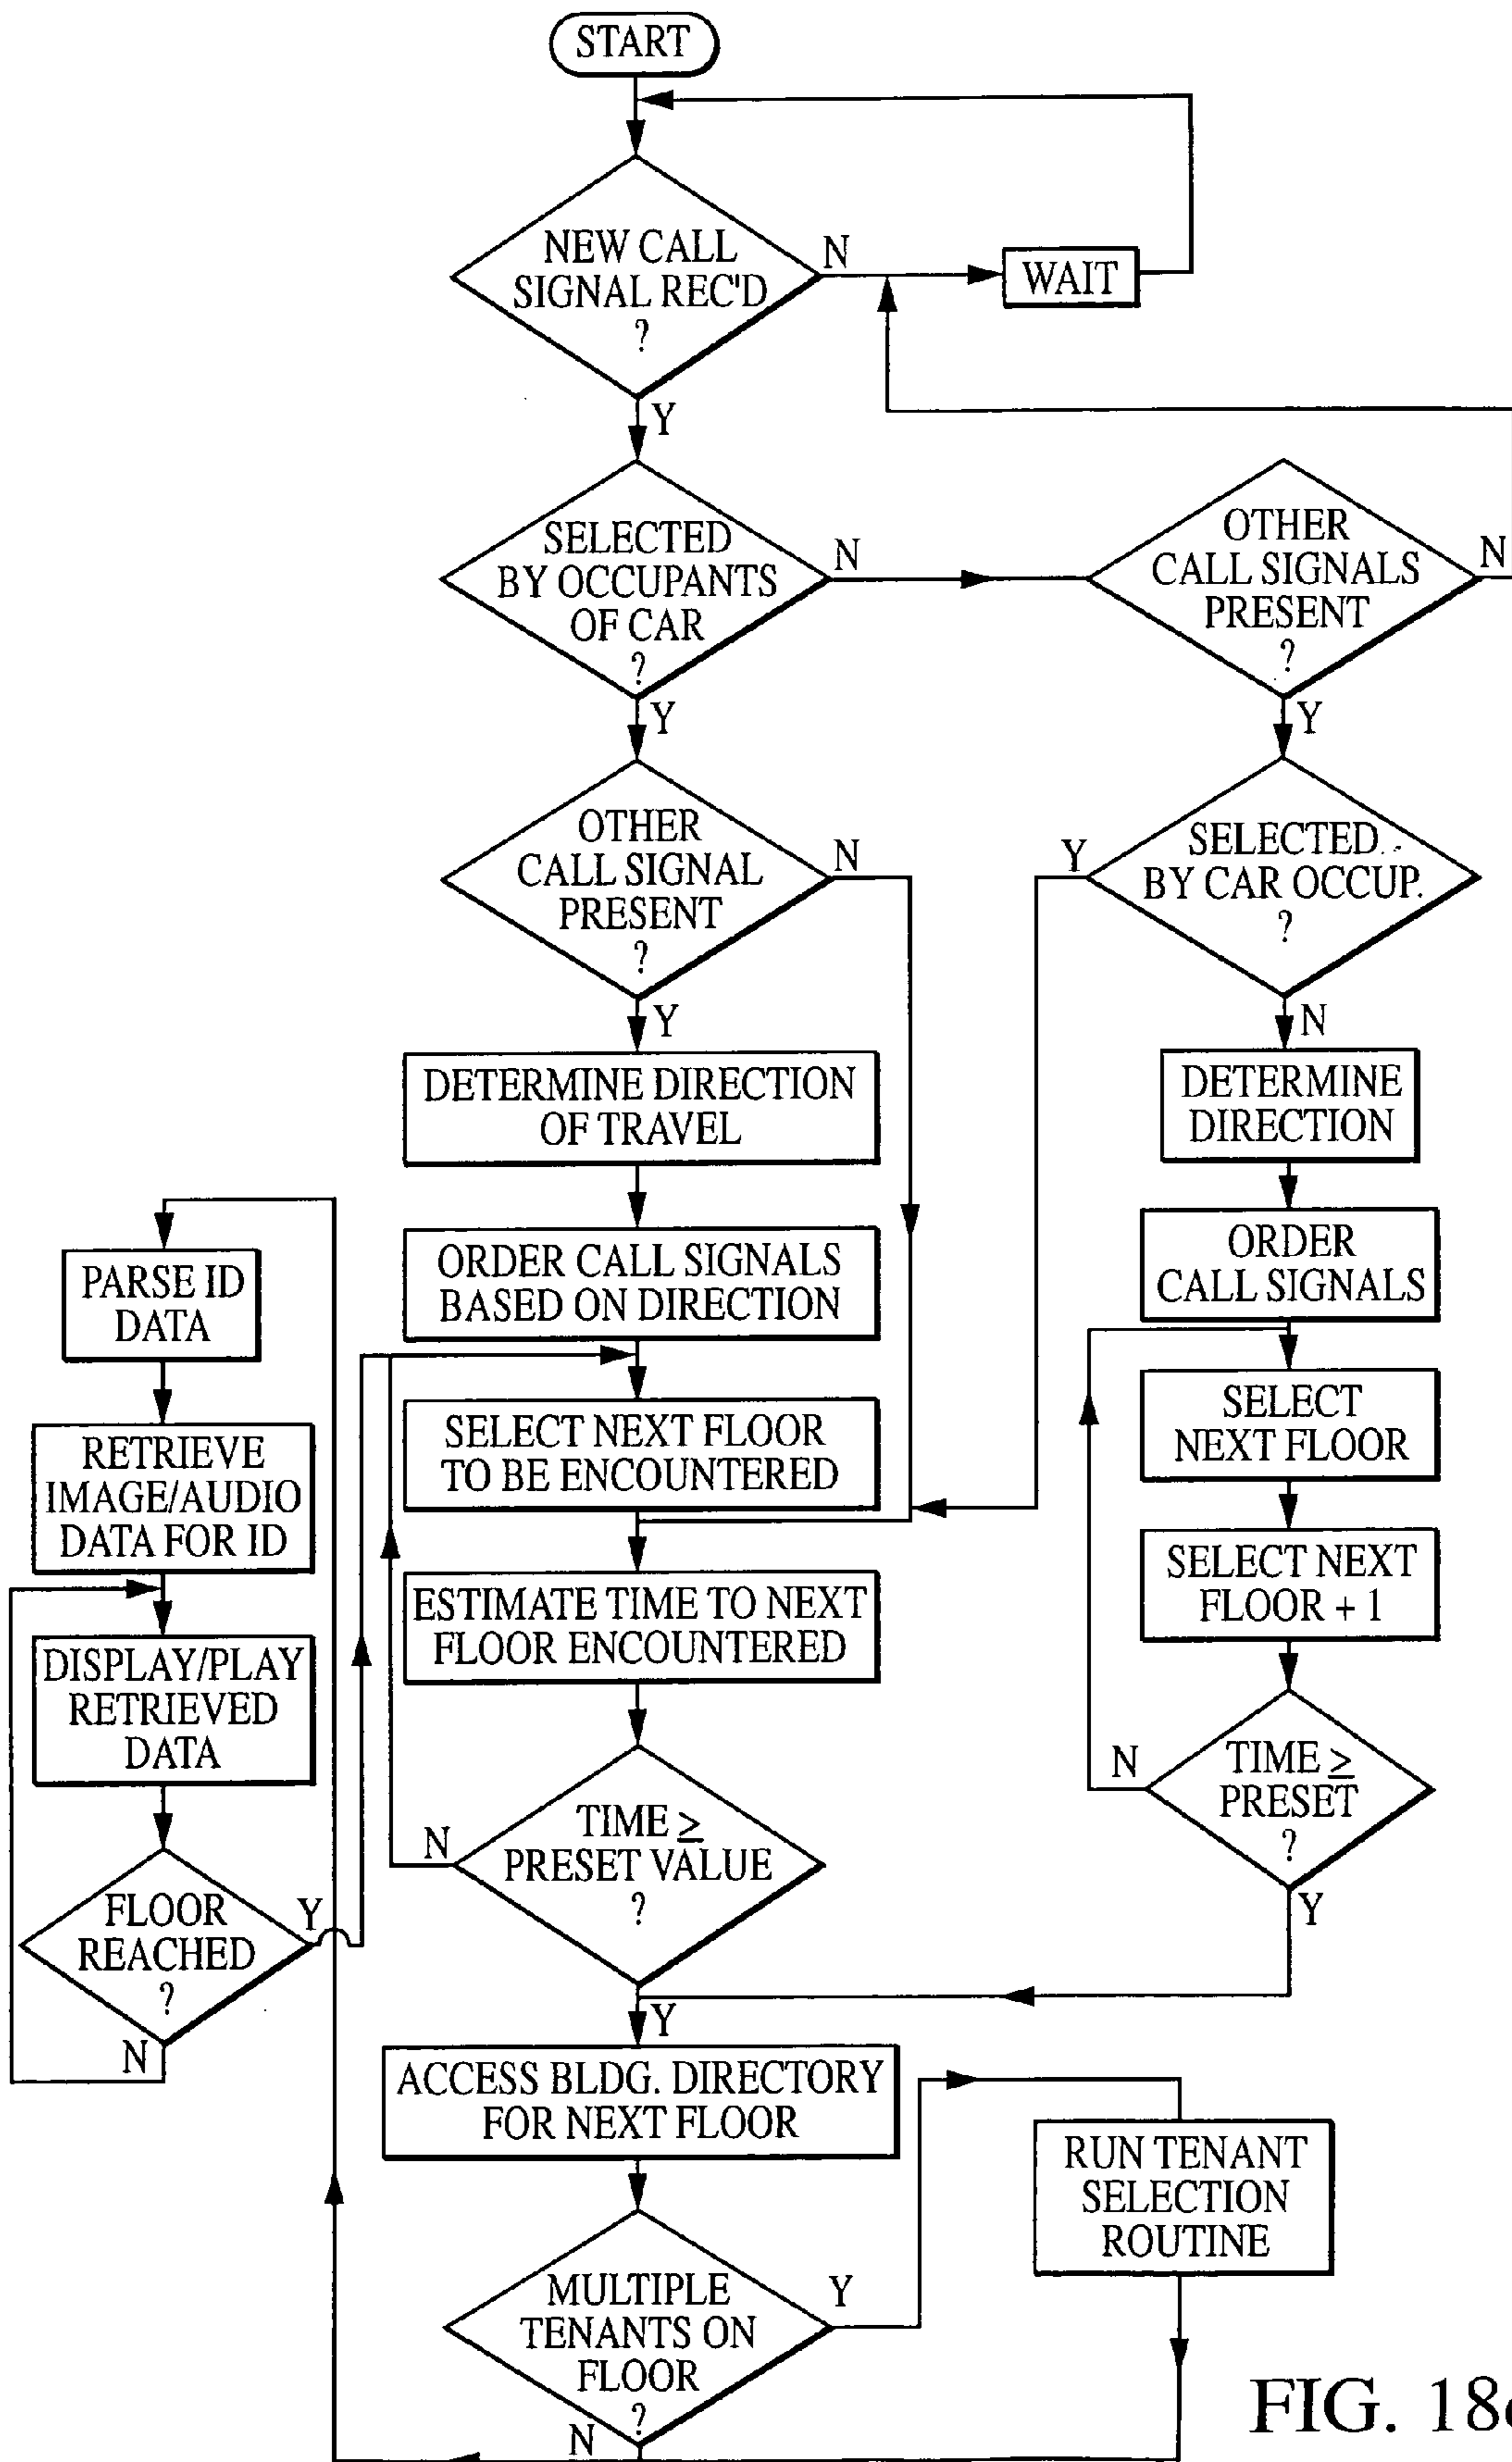 START
NEW CALL
SIGNAL REC'D
?
N
WAIT
Y
SELECTED
BY OCCUPANTS
OF CAR
?
N
Y
OTHER
CALL SIGNALS
PRESENT
?
N
Y
OTHER
CALL SIGNAL
PRESENT
?
N
Y
SELECTED
BY CAR OCCUP.
?
Y
N
DETERMINE DIRECTION
OF TRAVEL
DETERMINE
DIRECTION
ORDER CALL SIGNALS
BASED ON DIRECTION
ORDER
CALL SIGNALS
PARSE ID
DATA
SELECT NEXT FLOOR
TO BE ENCOUNTERED
SELECT
NEXT FLOOR
RETRIEVE
IMAGE/AUDIO
DATA FOR ID
ESTIMATE TIME TO NEXT
FLOOR ENCOUNTERED
SELECT NEXT
FLOOR + 1
DISPLAY/PLAY
RETRIEVED
DATA
TIME ≥
PRESET VALUE
?
N
Y
TIME ≥
PRESET
?
N
Y
FLOOR
REACHED
?
Y
N
ACCESS BLDG. DIRECTORY
FOR NEXT FLOOR
RUN TENANT
SELECTION
ROUTINE
MULTIPLE
TENANTS ON
FLOOR
?
Y
N
FIG.